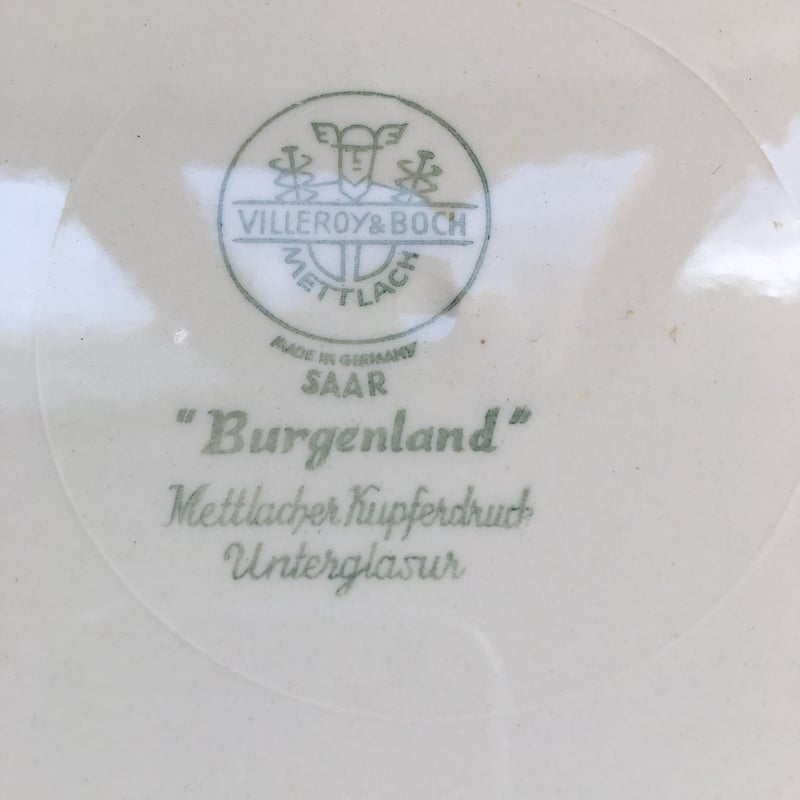 VILLEROY & BOCH
METTLACH
MADE IN GERMANY
SAAR
"Burgenland"
Mettlacher Kupferdruck
Unterglasur